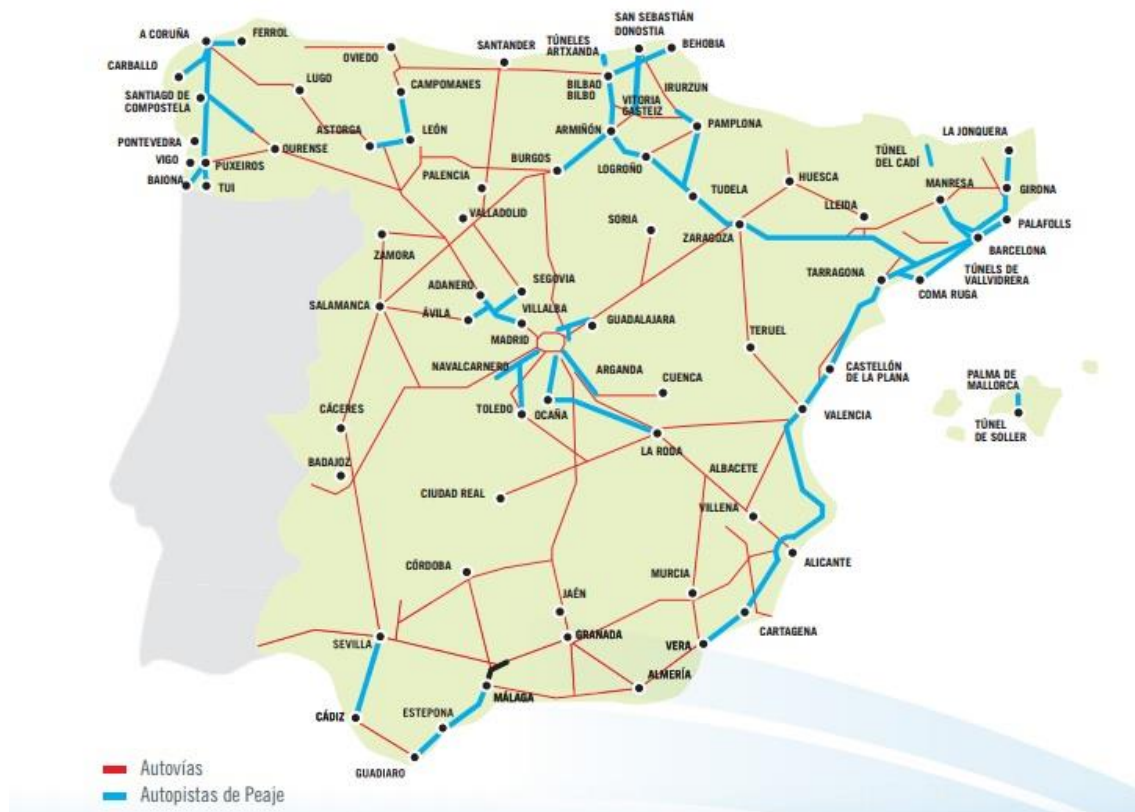 SAN SEBASTIÁN
DONOSTIA
A CORUÑA
FERROL
TÚNELES
ARTXANDA
BEHOBIA
SANTANDER
OVIEDO
CARBALLO
LUGO
CAMPOMANES
BILBAO
BILBO
IRURZUN
SANTIAGO DE
COMPOSTELA
VITORIA
GASTEIZ
ASTORGA
LEÓN
ARMIÑÓN
PAMPLONA
LA JONQUERA
PONTEVEDRA
OURENSE
VIGO
PUXEIROS
BURGOS
LOGROÑO
TÚNEL
DEL CADÍ
BAIONA
TUI
PALENCIA
TUDELA
HUESCA
MANRESA
GIRONA
VALLADOLID
SORIA
LLEIDA
PALAFOLLS
ZAMORA
ZARAGOZA
BARCELONA
SEGOVIA
TARRAGONA
TÚNELS DE
VALLVIDRERA
ADANERO
COMA RUGA
SALAMANCA
ÁVILA
VILLALBA
GUADALAJARA
MADRID
TERUEL
NAVALCARNERO
ARGANDA
CUENCA
CASTELLÓN
DE LA PLANA
PALMA DE
MALLORCA
CÁCERES
TOLEDO
OCAÑA
VALENCIA
TÚNEL
DE SOLLER
LA RODA
BADAJOZ
ALBACETE
CIUDAD REAL
VILLENA
ALICANTE
CÓRDOBA
MURCIA
JAÉN
CARTAGENA
SEVILLA
GRANADA
VERA
ALMERÍA
MÁLAGA
CÁDIZ
ESTEPONA
GUADIARO
Autovías
Autopistas de Peaje